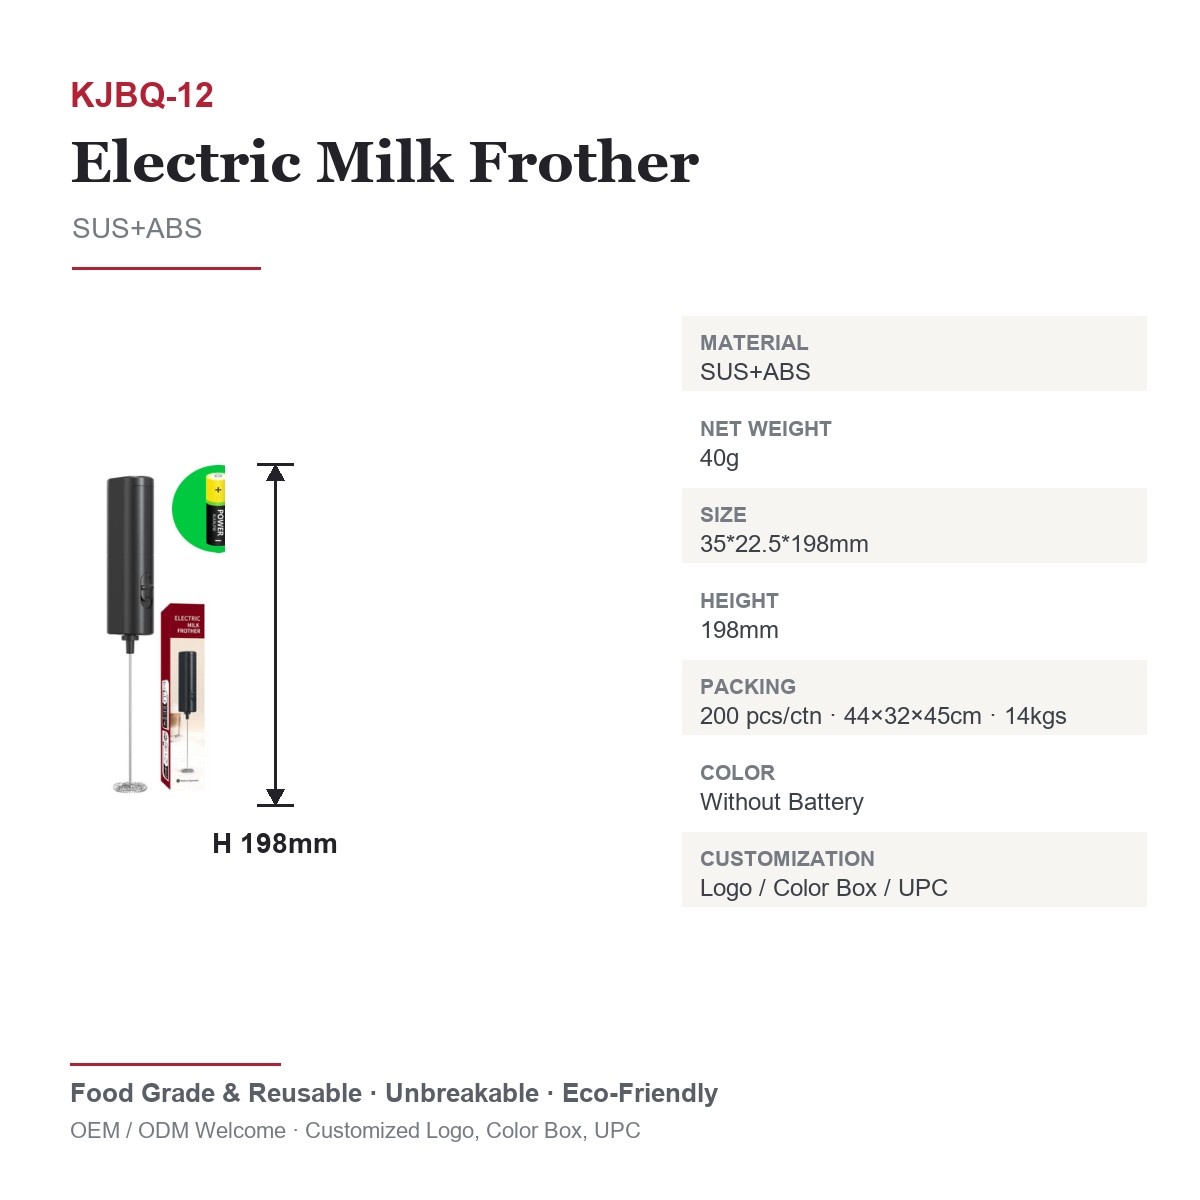 KJBQ-12
Electric Milk Frother
SUS+ABS
MATERIAL
SUS+ABS
NET WEIGHT
40g
SIZE
35*22.5*198mm
HEIGHT
198mm
PACKING
200 pcs/ctn · 44×32×45cm · 14kgs
COLOR
Without Battery
CUSTOMIZATION
Logo / Color Box / UPC
+
POWER
ELECTRIC
MILK
FROTHER
H 198mm
Food Grade & Reusable · Unbreakable · Eco-Friendly
OEM / ODM Welcome · Customized Logo, Color Box, UPC